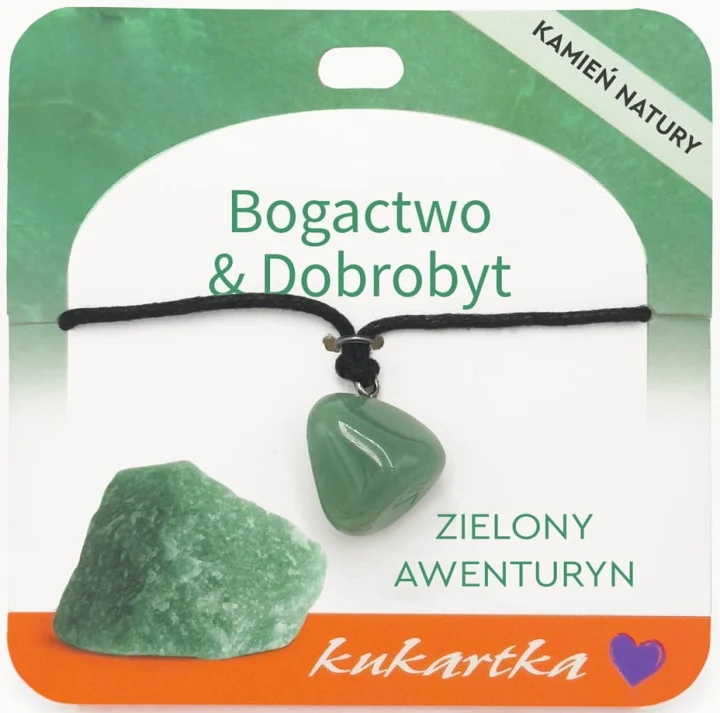 KAMIEŃ NATURY
Bogactwo
& Dobrobyt
ZIELONY
AWENTURYN
kukartka